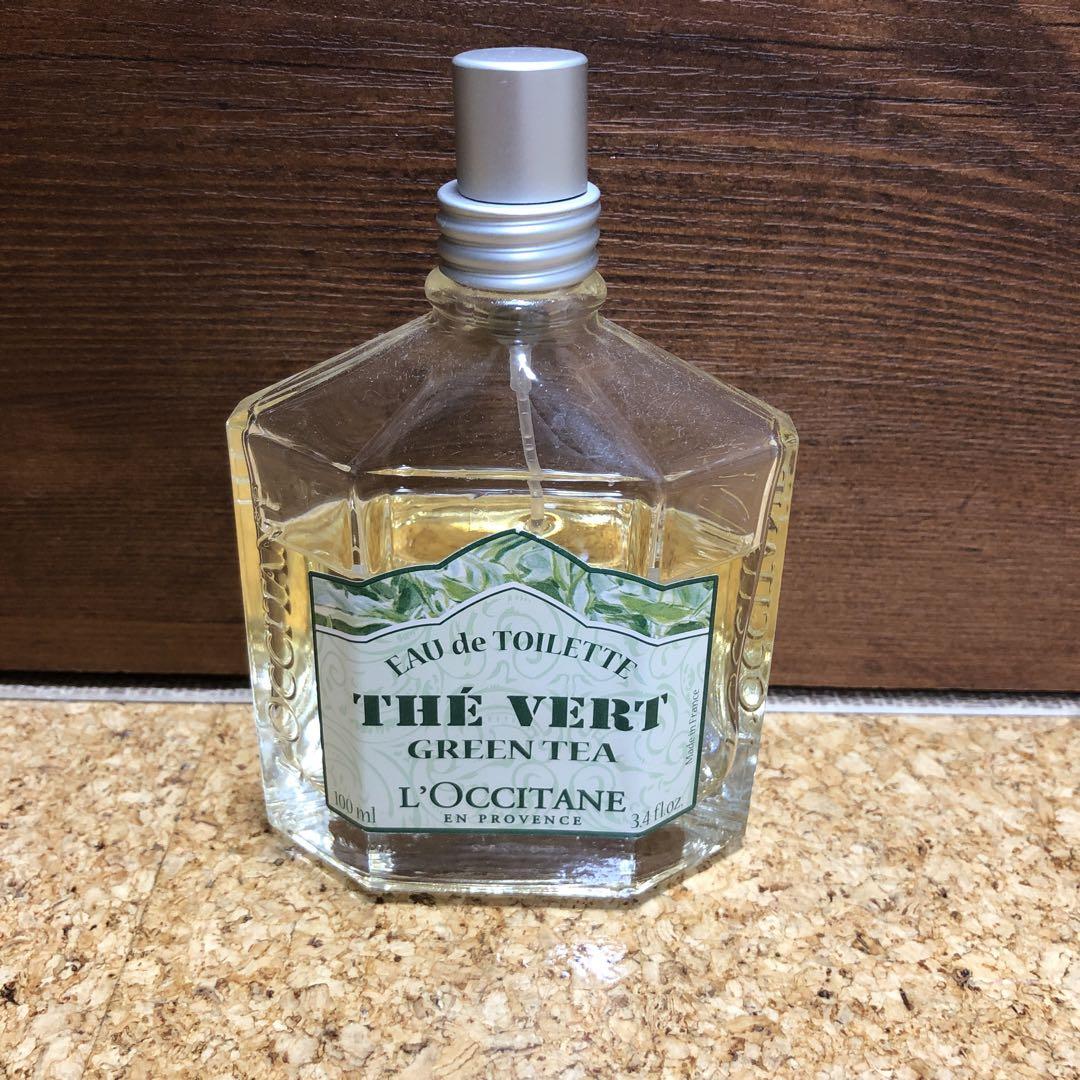 EAU de TOILETTE
THÉ VERT
GREEN TEA
L'OCCITANE
EN PROVENCE
100 ml
3.4 fl.oz.
Made in France
L'OCCITANE